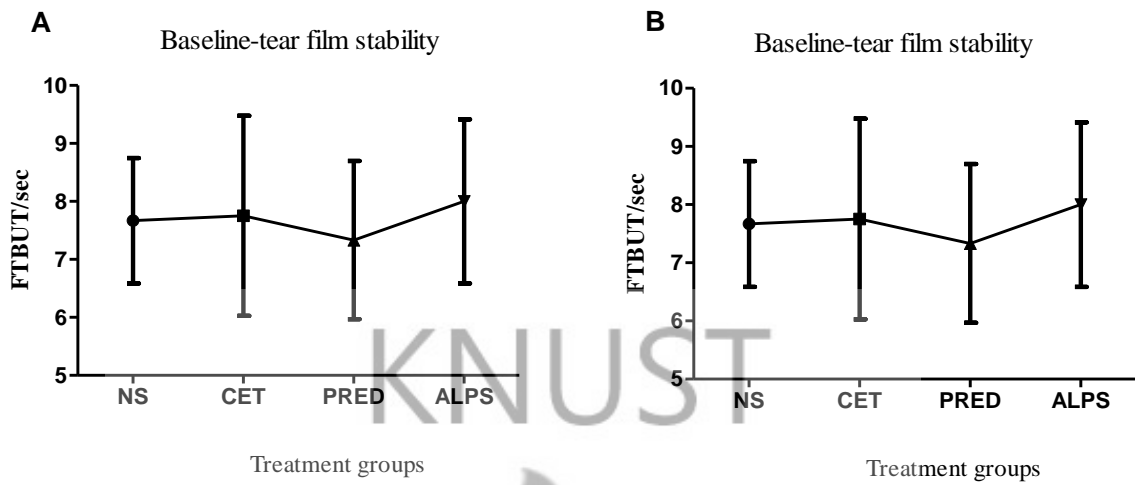 A
Baseline-tear film stability
FTBUT/sec
10
9
8
7
6
5
NS CET PRED ALPS
Treatment groups
B
Baseline-tear film stability
FTBUT/sec
10
9
8
7
6
5
NS CET PRED ALPS
Treatment groups
KNUST